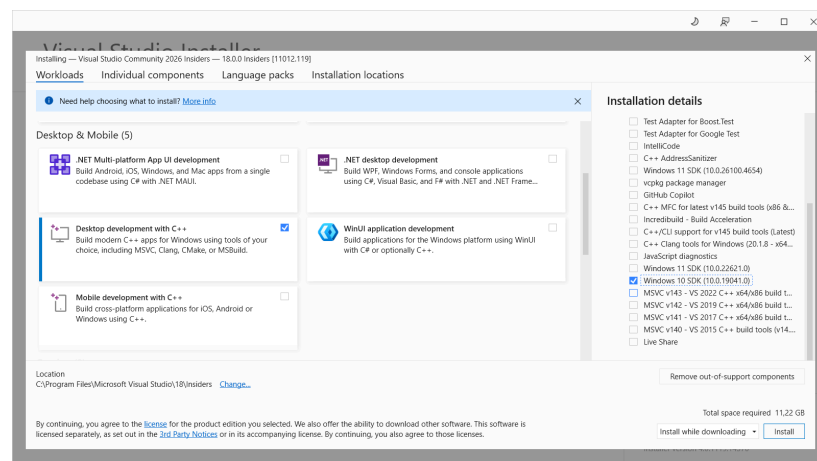 Visual Studio Installer
Installing — Visual Studio Community 2026 Insiders — 18.0.0 Insiders [11012.119]
Workloads
Individual components
Language packs
Installation locations
Need help choosing what to install? More info
Desktop & Mobile (5)
.NET Multi-platform App UI development
Build Android, iOS, Windows, and Mac apps from a single
codebase using C# with .NET MAUI.
.NET desktop development
Build WPF, Windows Forms, and console applications
using C#, Visual Basic, and F# with .NET and .NET Frame...
Desktop development with C++
Build modern C++ apps for Windows using tools of your
choice, including MSVC, Clang, CMake, or MSBuild.
WinUI application development
Build applications for the Windows platform using WinUI
with C# or optionally C++.
Mobile development with C++
Build cross-platform applications for iOS, Android or
Windows using C++.
Installation details
Test Adapter for Boost.Test
Test Adapter for Google Test
IntelliCode
C++ AddressSanitizer
Windows 11 SDK (10.0.26100.4654)
vcpkg package manager
GitHub Copilot
C++ MFC for latest v145 build tools (x86 &...
Incredibuild - Build Acceleration
C++/CLI support for v145 build tools (Latest)
C++ Clang tools for Windows (20.1.8 - x64...
JavaScript diagnostics
Windows 11 SDK (10.0.22621.0)
Windows 10 SDK (10.0.19041.0)
MSVC v143 - VS 2022 C++ x64/x86 build t...
MSVC v142 - VS 2019 C++ x64/x86 build t...
MSVC v141 - VS 2017 C++ x64/x86 build t...
MSVC v140 - VS 2015 C++ build tools (v14....
Live Share
Location
C:\Program Files\Microsoft Visual Studio\18\Insiders Change...
Remove out-of-support components
Total space required 11,22 GB
By continuing, you agree to the license for the product edition you selected. We also offer the ability to download other software. This software is
licensed separately, as set out in the 3rd Party Notices or in its accompanying license. By continuing, you also agree to those licenses.
Install while downloading
Install